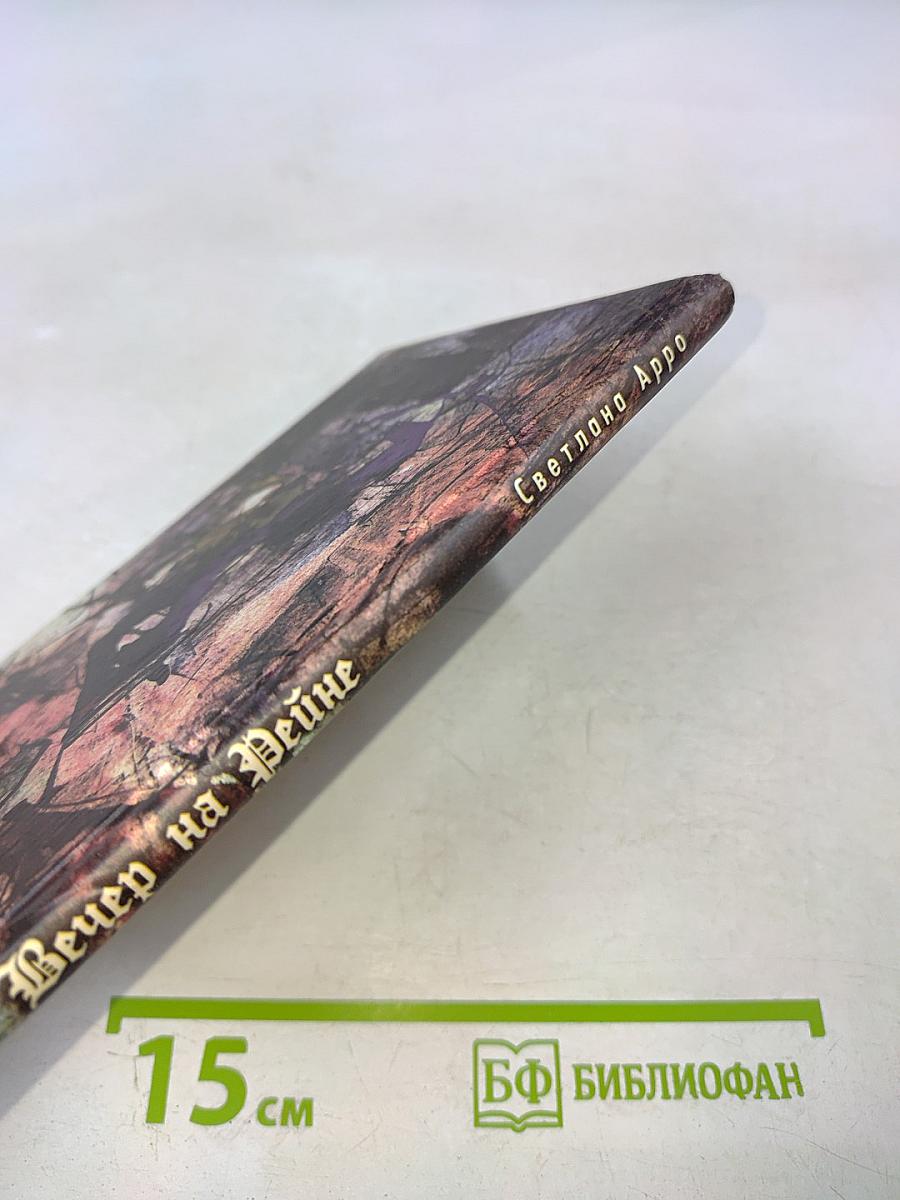 Светлана Арро
Вечер на Рейне
15 см
БФ БИБЛИОФАН